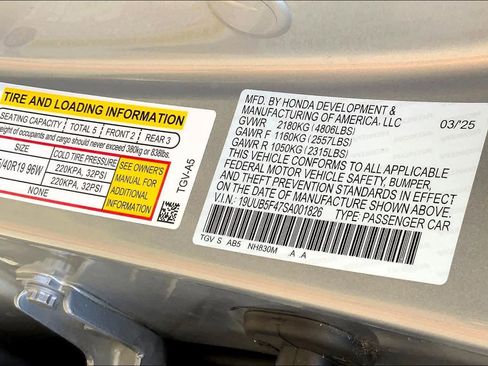 TIRE AND LOADING INFORMATION
SEATING CAPACITY TOTAL 5 FRONT 2 REAR 3
of occupants and cargo should never exceed 380kg or 838lbs.
SIZE COLD TIRE PRESSURE SEE OWNER'S MANUAL FOR ADDITIONAL INFORMATION
/40R19 96W 220KPA, 32PSI
220KPA, 32PSI
NONE
TGV-A5
MFD. BY HONDA DEVELOPMENT &
MANUFACTURING OF AMERICA, LLC 03/25
GVWR 2180KG (4806LBS)
GAWR F 1160KG (2557LBS)
GAWR R 1050KG (2315LBS)
THIS VEHICLE CONFORMS TO ALL APPLICABLE
FEDERAL MOTOR VEHICLE SAFETY, BUMPER,
AND THEFT PREVENTION STANDARDS IN EFFECT
ON THE DATE OF MANUFACTURE SHOWN ABOVE.
V.I.N.: 19UUB5F47SA001826 TYPE PASSENGER CAR
TGV S AB5 NH830M .A .A